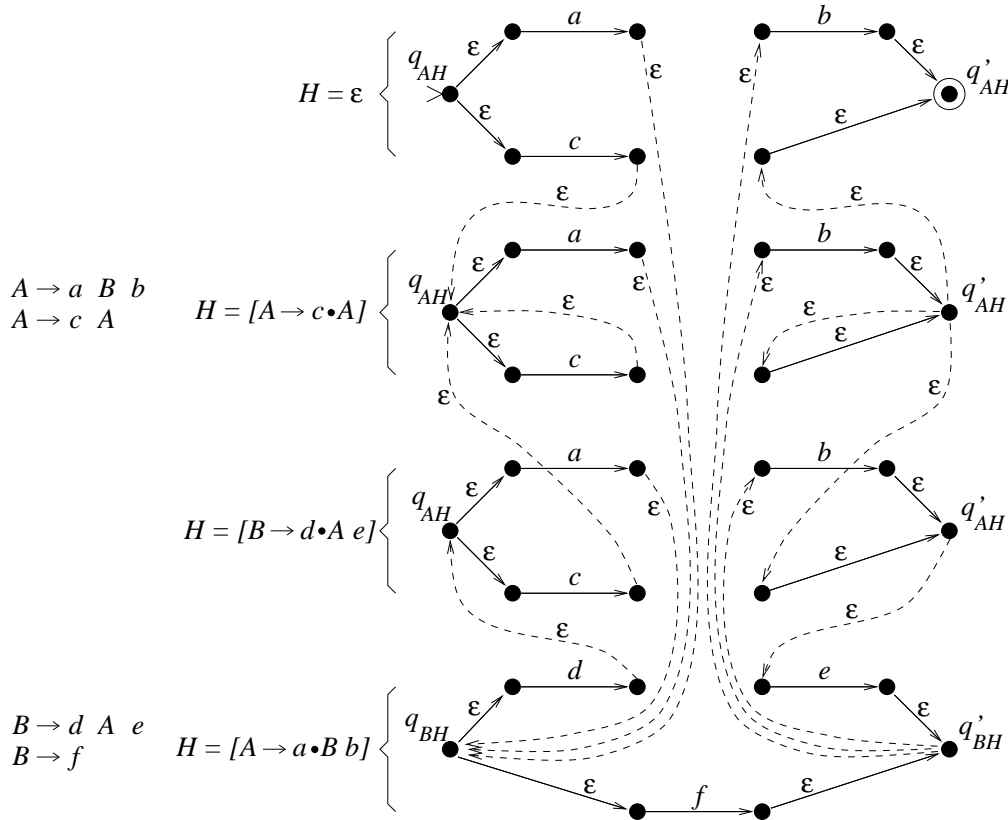 a b
ε ε ε ε
q_AH q'_AH
H = ε
ε ε
c
ε ε
a b
ε ε ε ε
q_AH q'_AH
A → a B b
H = [A → c•A]
A → c A
ε ε ε ε
c
ε ε
a b
ε ε ε ε
q_AH q'_AH
H = [B → d•A e]
ε ε
c
ε ε
d e
ε ε
q_BH q'_BH
B → d A e
H = [A → a•B b]
B → f
ε ε
f